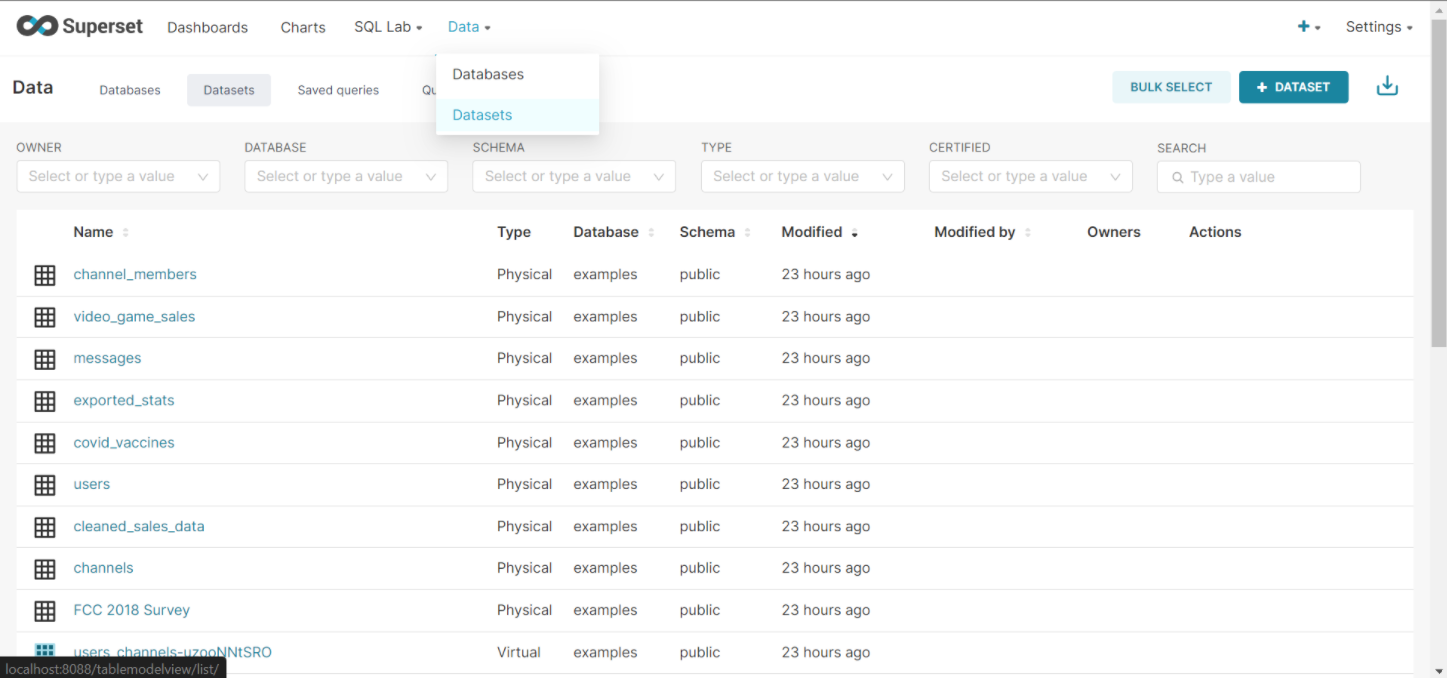 Superset Dashboards Charts SQL Lab Data Settings
Databases
Data Databases Datasets Saved queries BULK SELECT + DATASET
Datasets
OWNER DATABASE SCHEMA TYPE CERTIFIED SEARCH
Select or type a value Select or type a value Select or type a value Select or type a value Select or type a value Type a value
Name Type Database Schema Modified Modified by Owners Actions
channel_members Physical examples public 23 hours ago
video_game_sales Physical examples public 23 hours ago
messages Physical examples public 23 hours ago
exported_stats Physical examples public 23 hours ago
covid_vaccines Physical examples public 23 hours ago
users Physical examples public 23 hours ago
cleaned_sales_data Physical examples public 23 hours ago
channels Physical examples public 23 hours ago
FCC 2018 Survey Physical examples public 23 hours ago
users_channels-uzooNNtSRO Virtual examples public 23 hours ago
localhost:8088/tablemodelview/list/